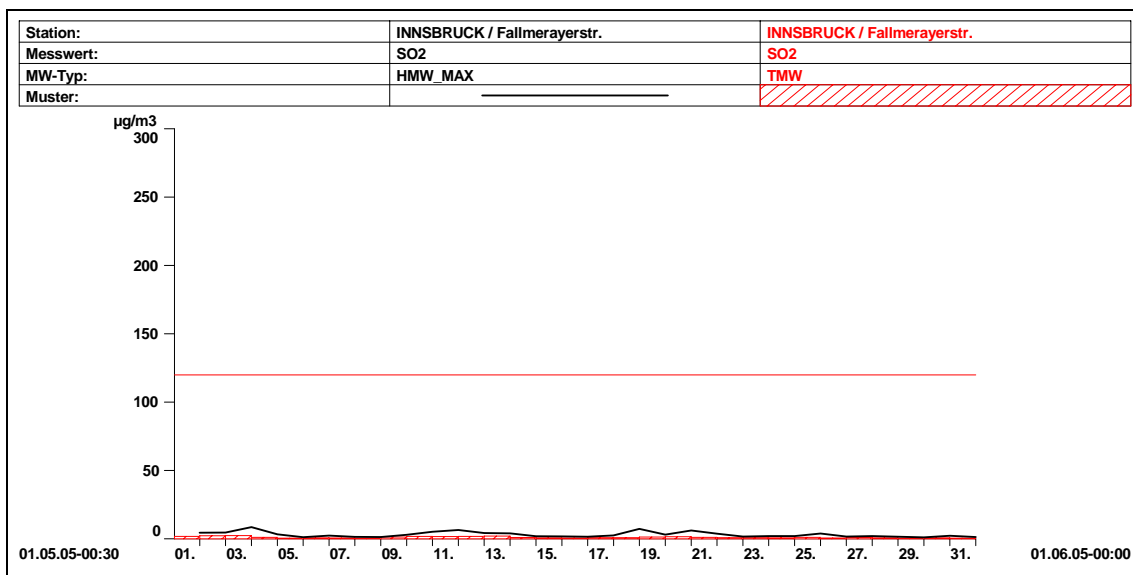 Station: INNSBRUCK / Fallmerayerstr. INNSBRUCK / Fallmerayerstr.
Messwert: SO2 SO2
MW-Typ: HMW_MAX TMW
Muster:
µg/m3
300
250
200
150
100
50
0
01.05.05-00:30 01. 03. 05. 07. 09. 11. 13. 15. 17. 19. 21. 23. 25. 27. 29. 31. 01.06.05-00:00